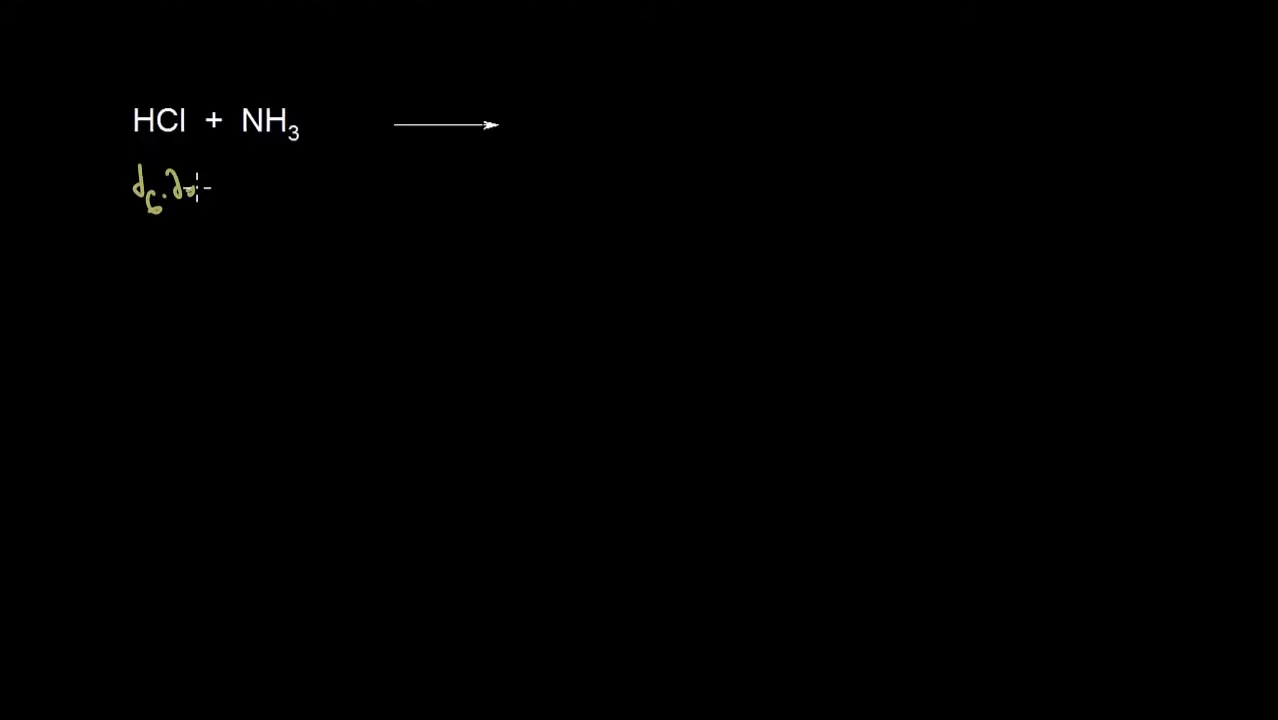 HCl + NH₃ ⟶